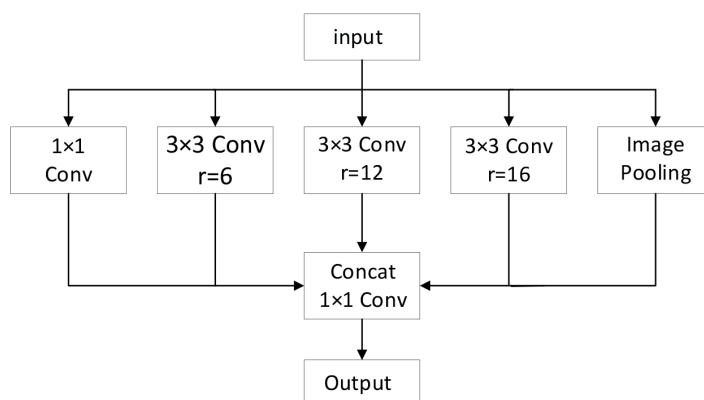 input
1×1
Conv
3×3 Conv
r=6
3×3 Conv
r=12
3×3 Conv
r=16
Image
Pooling
Concat
1×1 Conv
Output